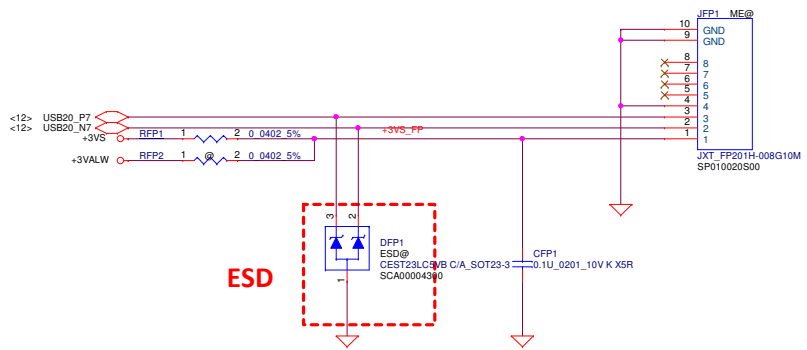 JFP1 ME@
10 GND
9 GND
8 8
7 7
6 6
5 5
4 4
<12> USB20_P7 3 3
<12> USB20_N7 2 2
+3VS RFP1 1 2 0_0402_5% +3VS_FP 1 1
+3VALW RFP2 1 @ 2 0_0402_5%
JXT_FP201H-008G10M
SP010020S00
3 2
DFP1
ESD@
CEST23LC5VB C/A_SOT23-3
SCA00004300
1
CFP1
0.1U_0201_10V K X5R
ESD